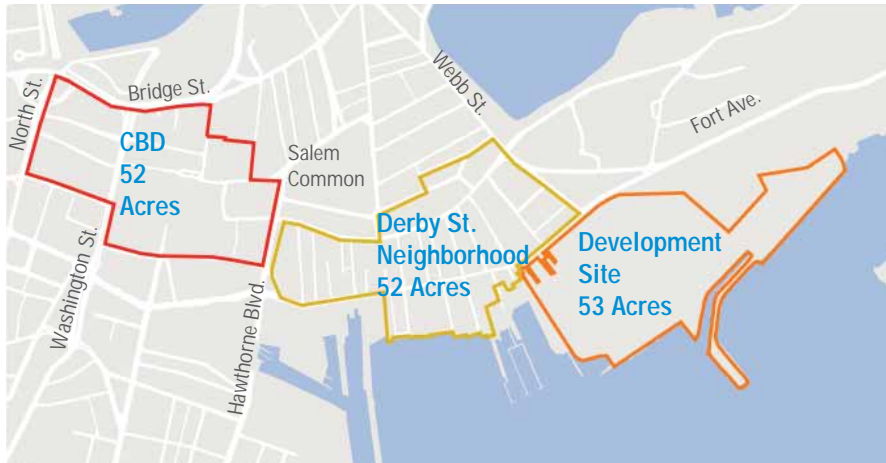 North St.
Bridge St.
CBD
52
Acres
Washington St.
Hawthorne Blvd.
Salem
Common
Webb St.
Fort Ave.
Derby St.
Neighborhood
52 Acres
Development
Site
53 Acres